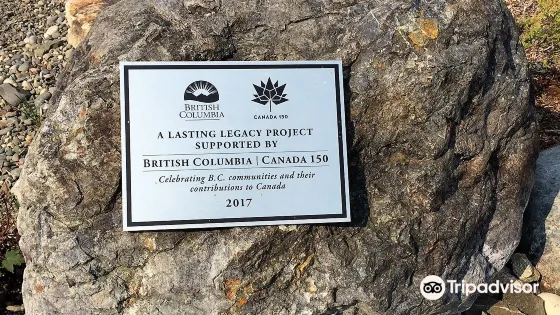 BRITISH
COLUMBIA
CANADA 150
A LASTING LEGACY PROJECT
SUPPORTED BY
BRITISH COLUMBIA | CANADA 150
Celebrating B.C. communities and their
contributions to Canada
2017
Tripadvisor